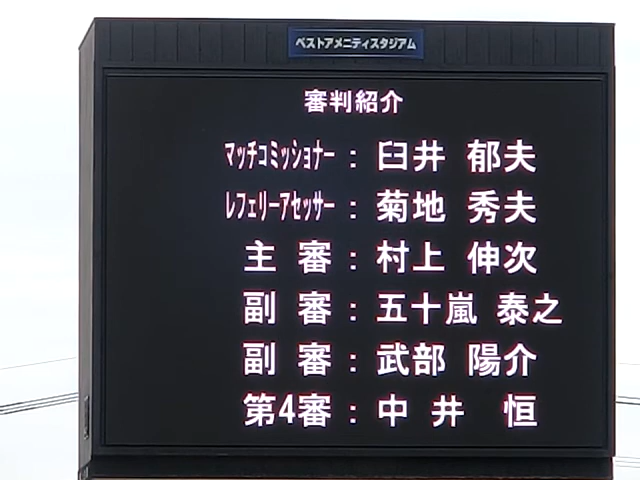 ベストアメニティスタジアム
審判紹介
マッチコミッショナー：臼井 郁夫
レフェリーアセッサー：菊地 秀夫
主 審：村上 伸次
副 審：五十嵐 泰之
副 審：武部 陽介
第4審：中 井 恒